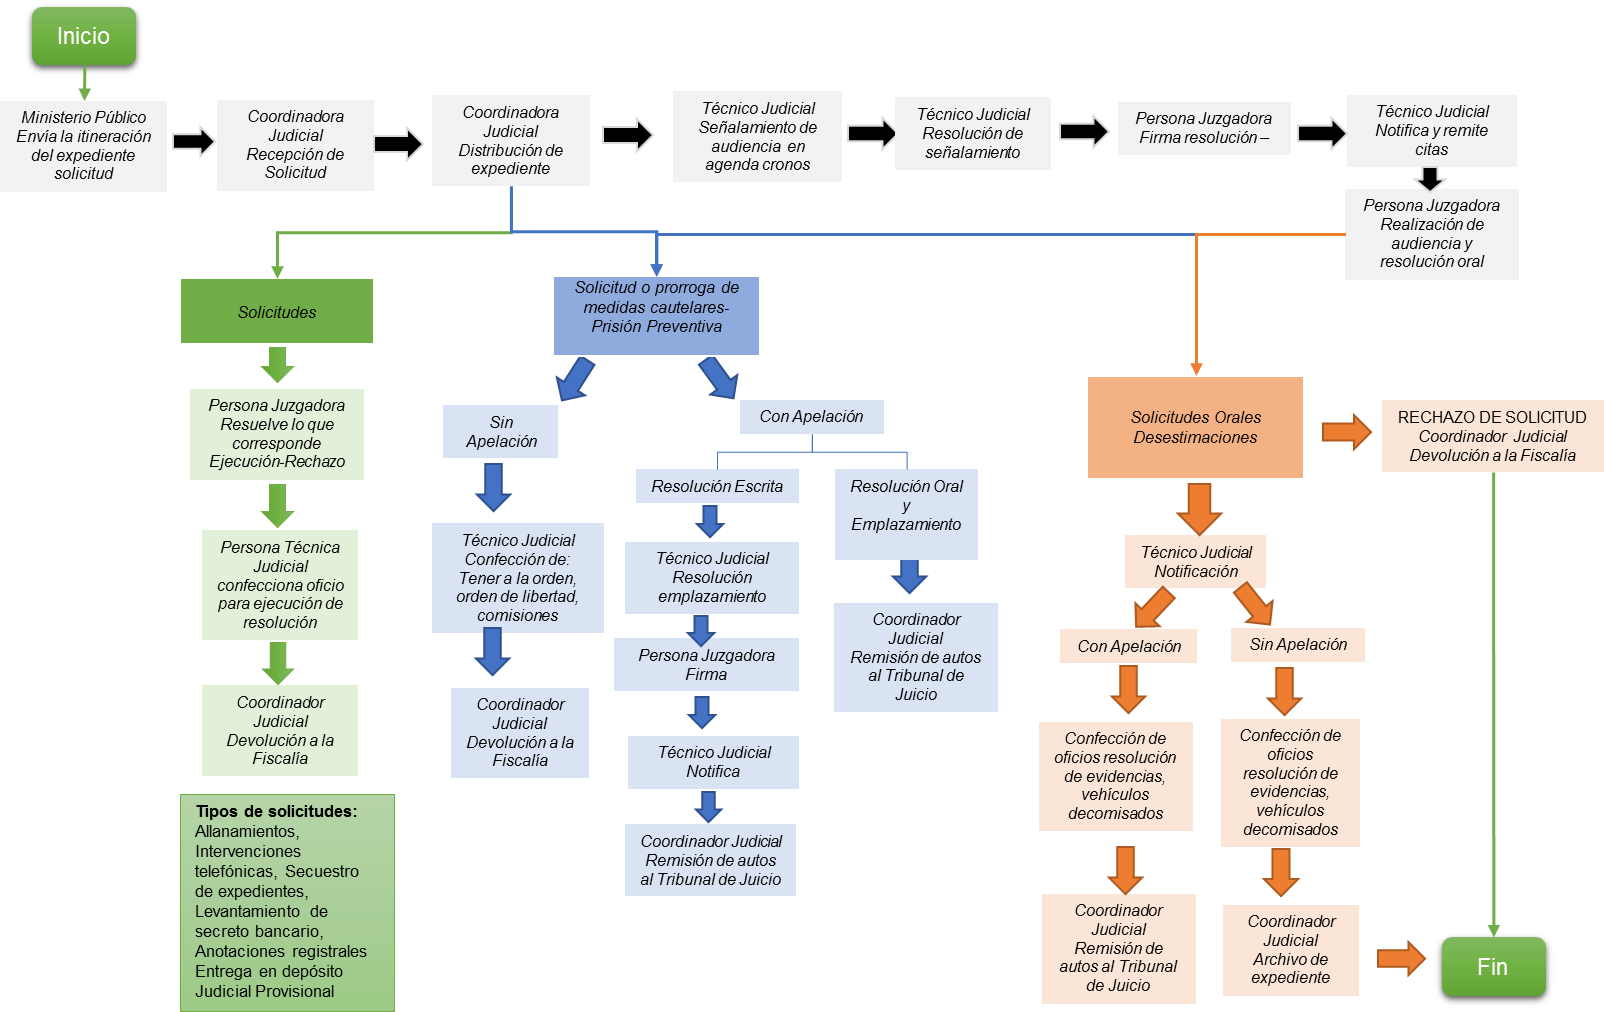 Inicio
Ministerio Público
Envía la itineración
del expediente
solicitud
Coordinadora
Judicial
Recepción de
Solicitud
Coordinadora
Judicial
Distribución de
expediente
Técnico Judicial
Señalamiento de
audiencia en
agenda cronos
Técnico Judicial
Resolución de
señalamiento
Persona Juzgadora
Firma resolución –
Técnico Judicial
Notifica y remite
citas
Persona Juzgadora
Realización de
audiencia y
resolución oral
Solicitudes
Persona Juzgadora
Resuelve lo que
corresponde
Ejecución-Rechazo
Persona Técnica
Judicial
confecciona oficio
para ejecución de
resolución
Coordinador
Judicial
Devolución a la
Fiscalía
Tipos de solicitudes:
Allanamientos,
Intervenciones
telefónicas, Secuestro
de expedientes,
Levantamiento de
secreto bancario,
Anotaciones registrales
Entrega en depósito
Judicial Provisional
Solicitud o prorroga de
medidas cautelares-
Prisión Preventiva
Sin
Apelación
Técnico Judicial
Confección de:
Tener a la orden,
orden de libertad,
comisiones
Coordinador
Judicial
Devolución a la
Fiscalía
Con Apelación
Resolución Escrita
Técnico Judicial
Resolución
emplazamiento
Persona Juzgadora
Firma
Técnico Judicial
Notifica
Coordinador Judicial
Remisión de autos
al Tribunal de Juicio
Resolución Oral
y
Emplazamiento
Coordinador
Judicial
Remisión de autos
al Tribunal de
Juicio
Solicitudes Orales
Desestimaciones
RECHAZO DE SOLICITUD
Coordinador Judicial
Devolución a la Fiscalía
Técnico Judicial
Notificación
Con Apelación
Confección de
oficios resolución
de evidencias,
vehículos
decomisados
Coordinador
Judicial
Remisión de
autos al Tribunal
de Juicio
Sin Apelación
Confección de
oficios
resolución de
evidencias,
vehículos
decomisados
Coordinador
Judicial
Archivo de
expediente
Fin